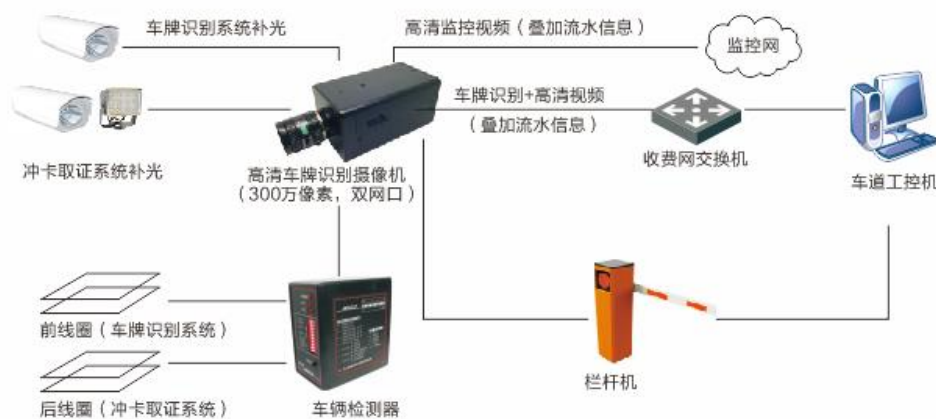 车牌识别系统补光
高清监控视频（叠加流水信息）
监控网
车牌识别+高清视频
（叠加流水信息）
冲卡取证系统补光
高清车牌识别摄像机
（300万像素，双网口）
收费网交换机
车道工控机
前线圈（车牌识别系统）
后线圈（冲卡取证系统）
车辆检测器
栏杆机